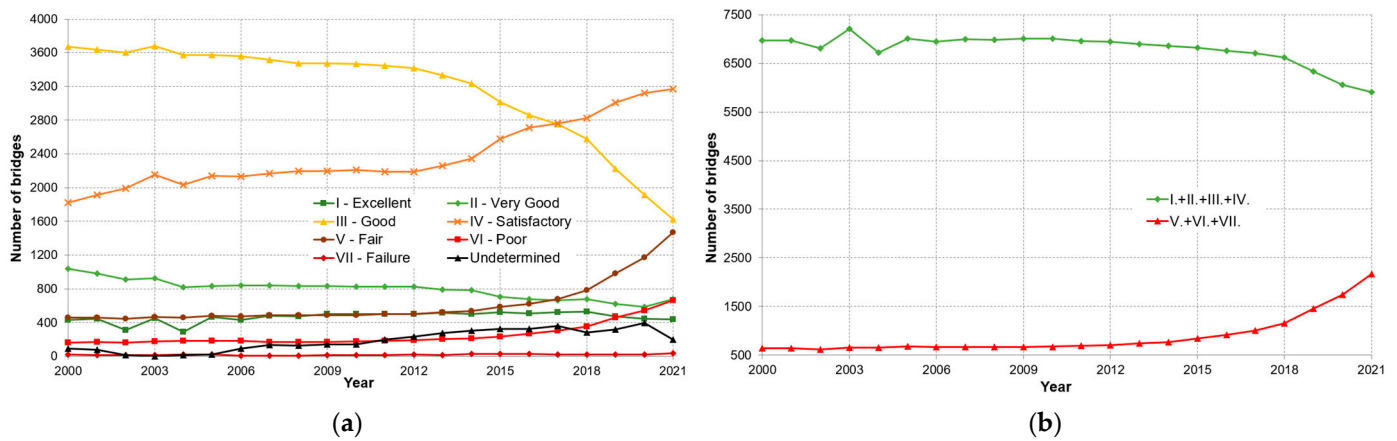 4000
3600
3200
2800
2400
2000
1600
1200
800
400
0
Number of bridges
I - Excellent
II - Very Good
III - Good
IV - Satisfactory
V - Fair
VI - Poor
VII - Failure
Undetermined
2000 2003 2006 2009 2012 2015 2018 2021
Year
(a)
7500
6500
5500
4500
3500
2500
1500
500
Number of bridges
I.+II.+III.+IV.
V.+VI.+VII.
2000 2003 2006 2009 2012 2015 2018 2021
Year
(b)